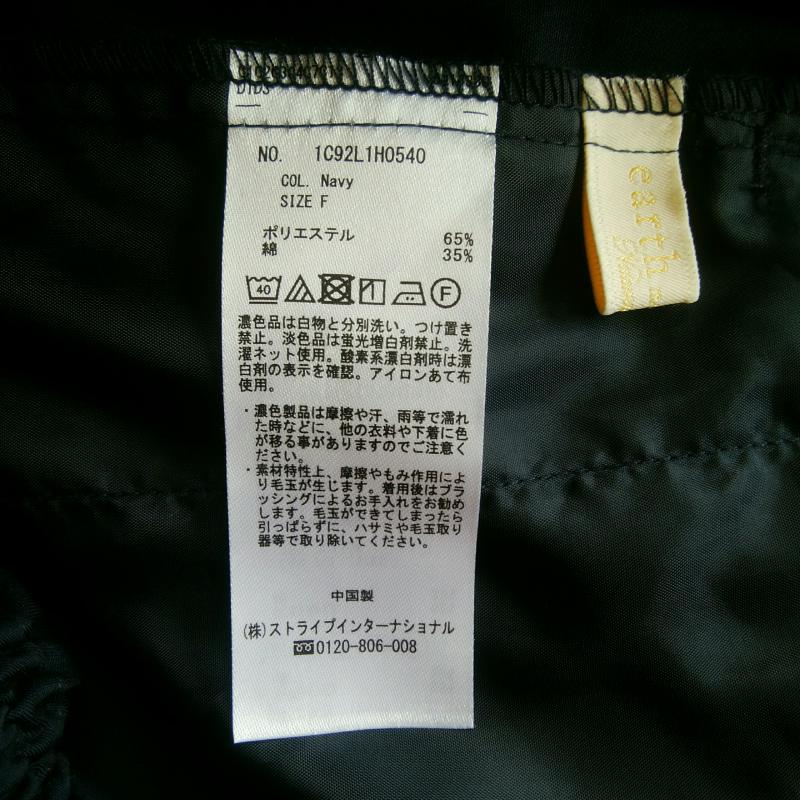 NO. 1C92L1H0540
COL. Navy
SIZE F
ポリエステル 65%
綿 35%
40 F
濃色品は白物と分別洗い。つけ置き
禁止。淡色品は蛍光増白剤禁止。洗
濯ネット使用。酸素系漂白剤時は漂
白剤の表示を確認。アイロンあて布
使用。
・濃色製品は摩擦や汗、雨等で濡れ
た時などに、他の衣料や下着に色
が移る事がありますのでご注意く
ださい。
・素材特性上、摩擦やもみ作用によ
り毛玉が生じます。着用後はブラ
ッシングによるお手入れをお勧め
します。毛玉ができてしまったら
引っぱらずに、ハサミや毛玉取り
器等で取り除いてください。
中国製
(株)ストライプインターナショナル
0120-806-008
earth